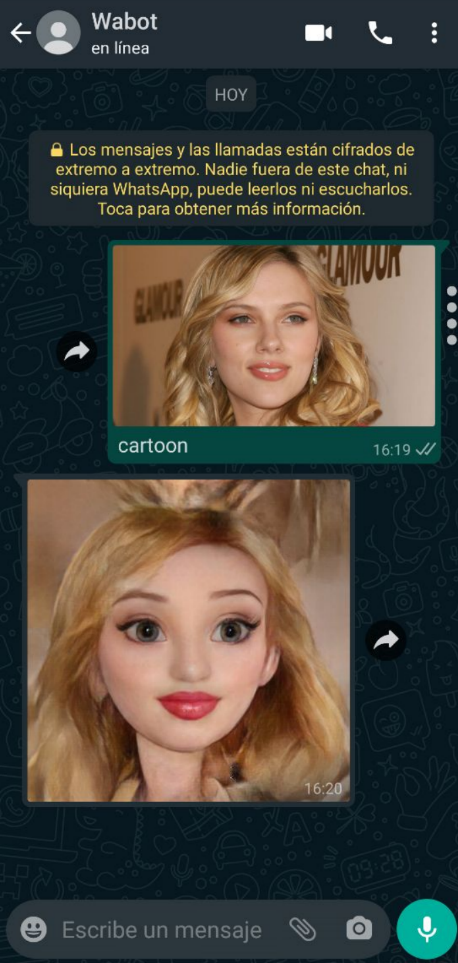 Wabot
en línea
HOY
Los mensajes y las llamadas están cifrados de
extremo a extremo. Nadie fuera de este chat, ni
siquiera WhatsApp, puede leerlos ni escucharlos.
Toca para obtener más información.
GLAMOUR
GLAMOUR
cartoon
16:19
16:20
Escribe un mensaje